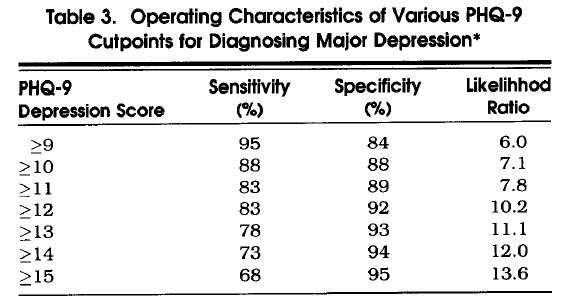 Table 3. Operating Characteristics of Various PHQ-9
Cutpoints for Diagnosing Major Depression*
PHQ-9 Sensitivity Specificity Likelihhod
Depression Score (%) (%) Ratio
≥9 95 84 6.0
≥10 88 88 7.1
≥11 83 89 7.8
≥12 83 92 10.2
≥13 78 93 11.1
≥14 73 94 12.0
≥15 68 95 13.6